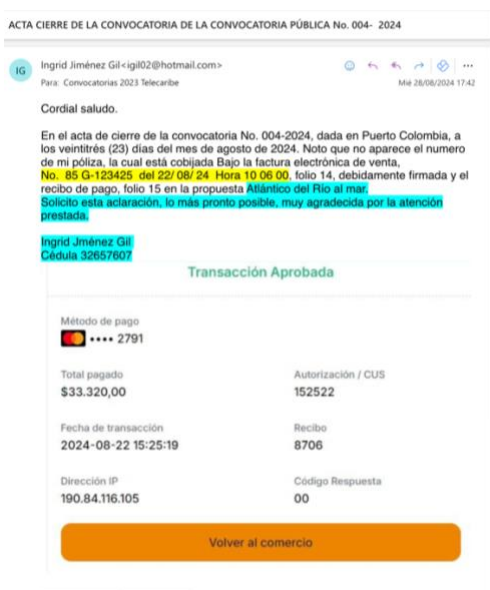 ACTA CIERRE DE LA CONVOCATORIA DE LA CONVOCATORIA PÚBLICA No. 004- 2024
IG
Ingrid Jiménez Gil<igil02@hotmail.com>
Para: Convocatorias 2023 Telecaribe
Mié 28/08/2024 17:42
Cordial saludo.
En el acta de cierre de la convocatoria No. 004-2024, dada en Puerto Colombia, a
los veintitrés (23) días del mes de agosto de 2024. Noto que no aparece el numero
de mi póliza, la cual está cobijada Bajo la factura electrónica de venta,
No. 85 G-123425 del 22/ 08/ 24 Hora 10 06 00, folio 14, debidamente firmada y el
recibo de pago, folio 15 en la propuesta Atlántico del Río al mar.
Solicito esta aclaración, lo más pronto posible, muy agradecida por la atención
prestada.
Ingrid Jménez Gil
Cédula 32657607
Transacción Aprobada
Método de pago
•••• 2791
Total pagado
$33.320,00
Autorización / CUS
152522
Fecha de transacción
2024-08-22 15:25:19
Recibo
8706
Dirección IP
190.84.116.105
Código Respuesta
00
Volver al comercio